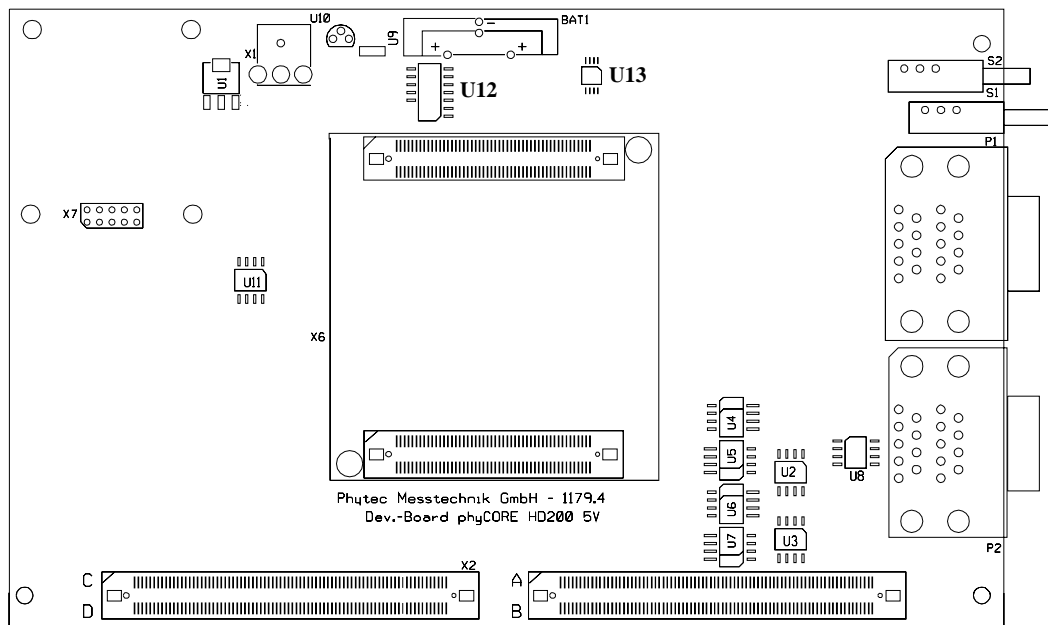 U10
BAT1
U9
-
+ +
X1
U1
U12
U13
S2
S1
P1
X7
U11
X6
U4
U5
U2
U8
U6
U7
U3
Phytec Messtechnik GmbH - 1179.4
Dev.-Board phyCORE HD200 5V
P2
X2
C
D
A
B